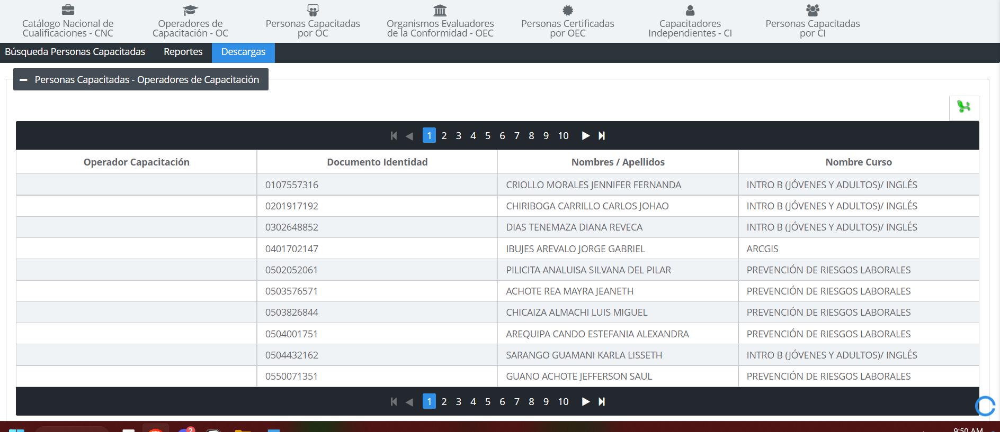 Catálogo Nacional de
Cualificaciones - CNC
Operadores de
Capacitación - OC
Personas Capacitadas
por OC
Organismos Evaluadores
de la Conformidad - OEC
Personas Certificadas
por OEC
Capacitadores
Independientes - CI
Personas Capacitadas
por CI
Búsqueda Personas Capacitadas Reportes Descargas
Personas Capacitadas - Operadores de Capacitación
1 2 3 4 5 6 7 8 9 10
Operador Capacitación Documento Identidad Nombres / Apellidos Nombre Curso
0107557316 CRIOLLO MORALES JENNIFER FERNANDA INTRO B (JÓVENES Y ADULTOS)/ INGLÉS
0201917192 CHIRIBOGA CARRILLO CARLOS JOHAO INTRO B (JÓVENES Y ADULTOS)/ INGLÉS
0302648852 DIAS TENEMAZA DIANA REVECA INTRO B (JÓVENES Y ADULTOS)/ INGLÉS
0401702147 IBUJES AREVALO JORGE GABRIEL ARCGIS
0502052061 PILICITA ANALUISA SILVANA DEL PILAR PREVENCIÓN DE RIESGOS LABORALES
0503576571 ACHOTE REA MAYRA JEANETH PREVENCIÓN DE RIESGOS LABORALES
0503826844 CHICAIZA ALMACHI LUIS MIGUEL PREVENCIÓN DE RIESGOS LABORALES
0504001751 AREQUIPA CANDO ESTEFANIA ALEXANDRA PREVENCIÓN DE RIESGOS LABORALES
0504432162 SARANGO GUAMANI KARLA LISSETH INTRO B (JÓVENES Y ADULTOS)/ INGLÉS
0550071351 GUANO ACHOTE JEFFERSON SAUL PREVENCIÓN DE RIESGOS LABORALES
1 2 3 4 5 6 7 8 9 10
2
9:50 AM